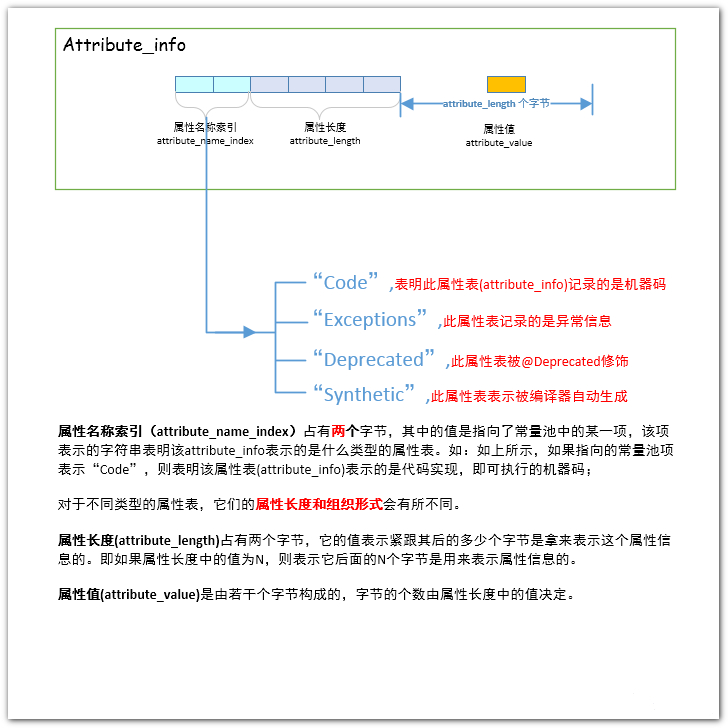 Attribute_info
attribute_length 个字节
属性名称索引
attribute_name_index
属性长度
attribute_length
属性值
attribute_value
“Code”,表明此属性表(attribute_info)记录的是机器码
“Exceptions”,此属性表记录的是异常信息
“Deprecated”,此属性表被@Deprecated修饰
“Synthetic”,此属性表表示被编译器自动生成
属性名称索引（attribute_name_index）占有两个字节，其中的值是指向了常量池中的某一项，该项
表示的字符串表明该attribute_info表示的是什么类型的属性表。如：如上所示，如果指向的常量池项
表示“Code”，则表明该属性表(attribute_info)表示的是代码实现，即可执行的机器码；
对于不同类型的属性表，它们的属性长度和组织形式会有所不同。
属性长度(attribute_length)占有两个字节，它的值表示紧跟其后的多少个字节是拿来表示这个属性信
息的。即如果属性长度中的值为N，则表示它后面的N个字节是用来表示属性信息的。
属性值(attribute_value)是由若干个字节构成的，字节的个数由属性长度中的值决定。